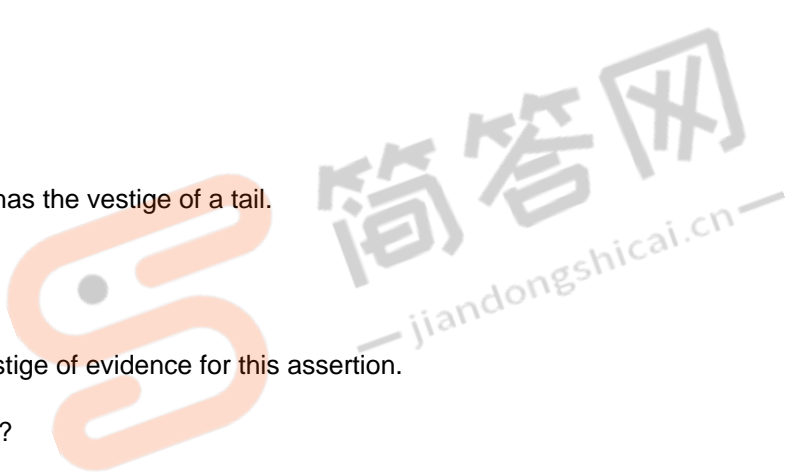 简答网
has the vestige of a tail.
jiandongshicai.cn
stige of evidence for this assertion.
?